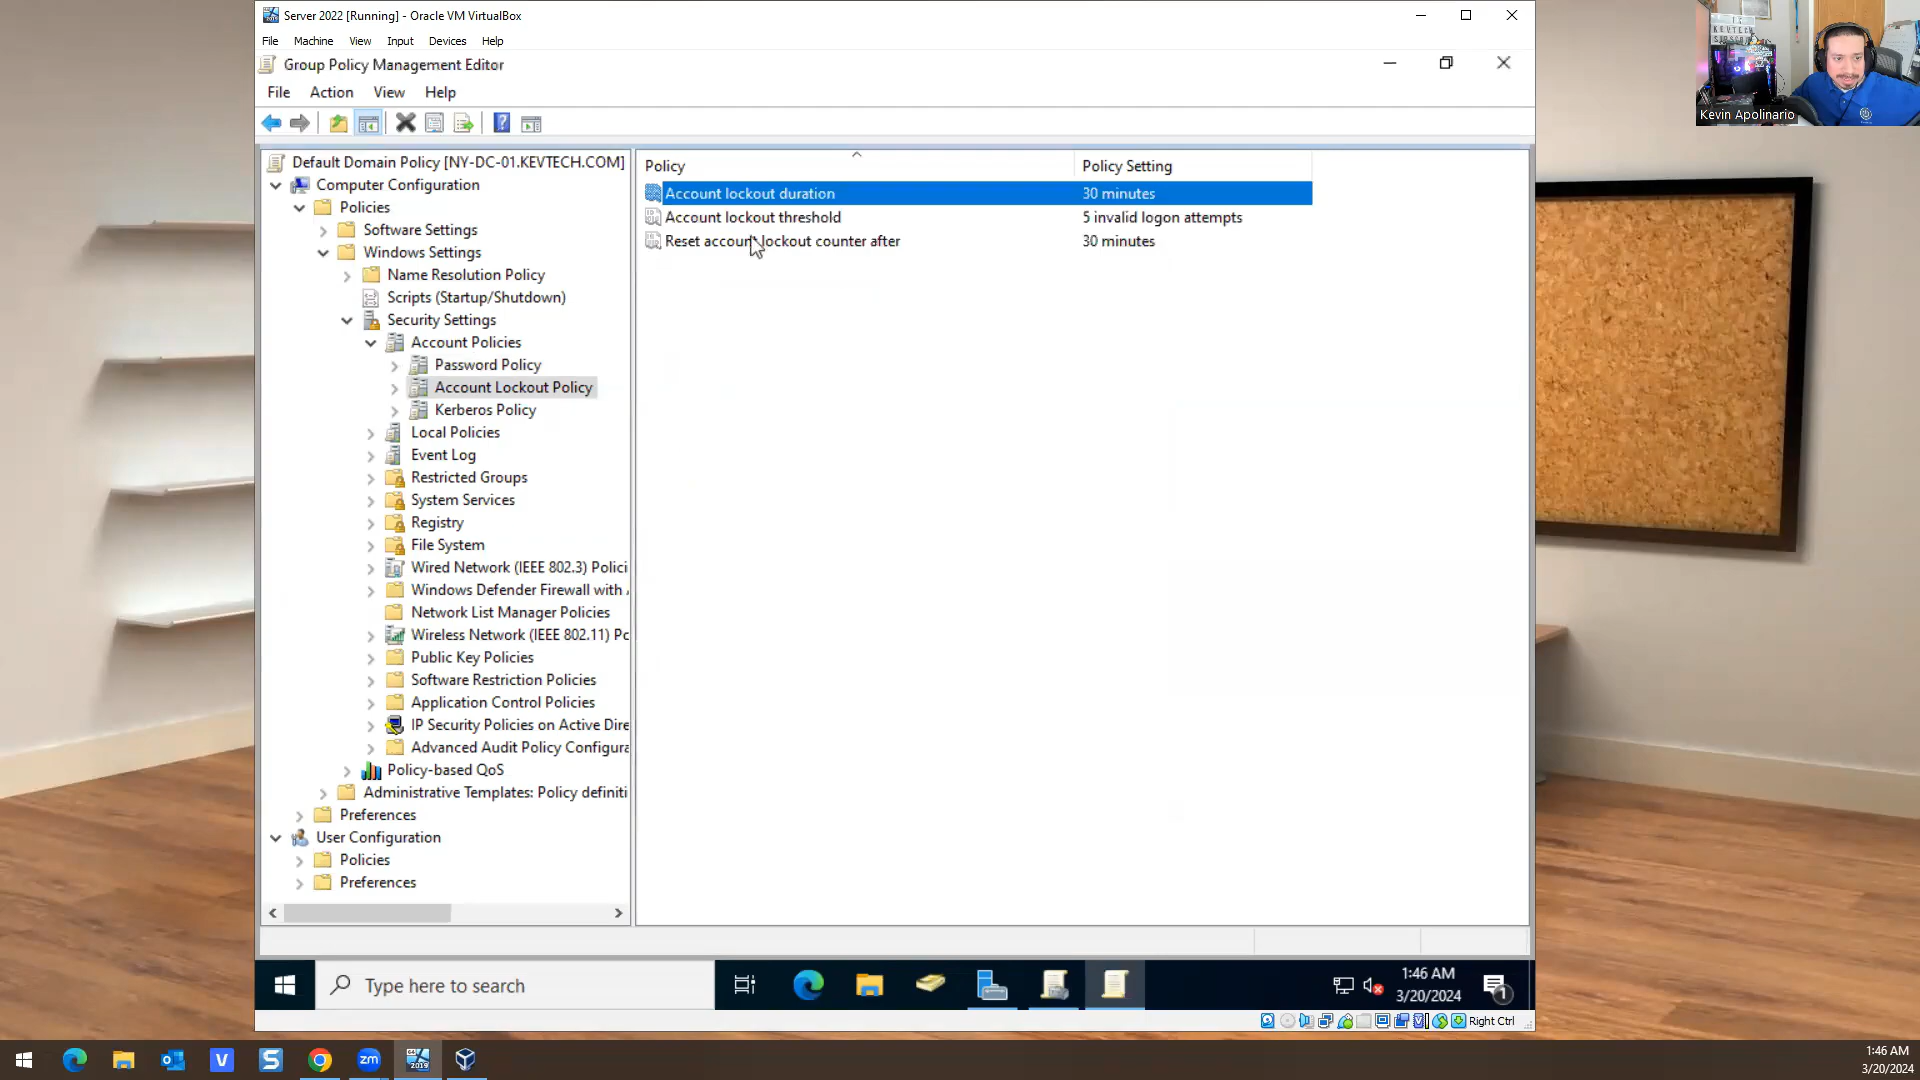 Server 2022 [Running] - Oracle VM VirtualBox
File Machine View Input Devices Help
Group Policy Management Editor
File Action View Help
Default Domain Policy [NY-DC-01.KEVTECH.COM]
Computer Configuration
Policies
Software Settings
Windows Settings
Name Resolution Policy
Scripts (Startup/Shutdown)
Security Settings
Account Policies
Password Policy
Account Lockout Policy
Kerberos Policy
Local Policies
Event Log
Restricted Groups
System Services
Registry
File System
Wired Network (IEEE 802.3) Polici
Windows Defender Firewall with
Network List Manager Policies
Wireless Network (IEEE 802.11) Pc
Public Key Policies
Software Restriction Policies
Application Control Policies
IP Security Policies on Active Dire
Advanced Audit Policy Configura
Policy-based QoS
Administrative Templates: Policy definiti
Preferences
User Configuration
Policies
Preferences
Policy Policy Setting
Account lockout duration 30 minutes
Account lockout threshold 5 invalid logon attempts
Reset account lockout counter after 30 minutes
Kevin Apolinario
Type here to search
1:46 AM
3/20/2024
1
Right Ctrl
V
S
zm
2019
1:46 AM
3/20/2024